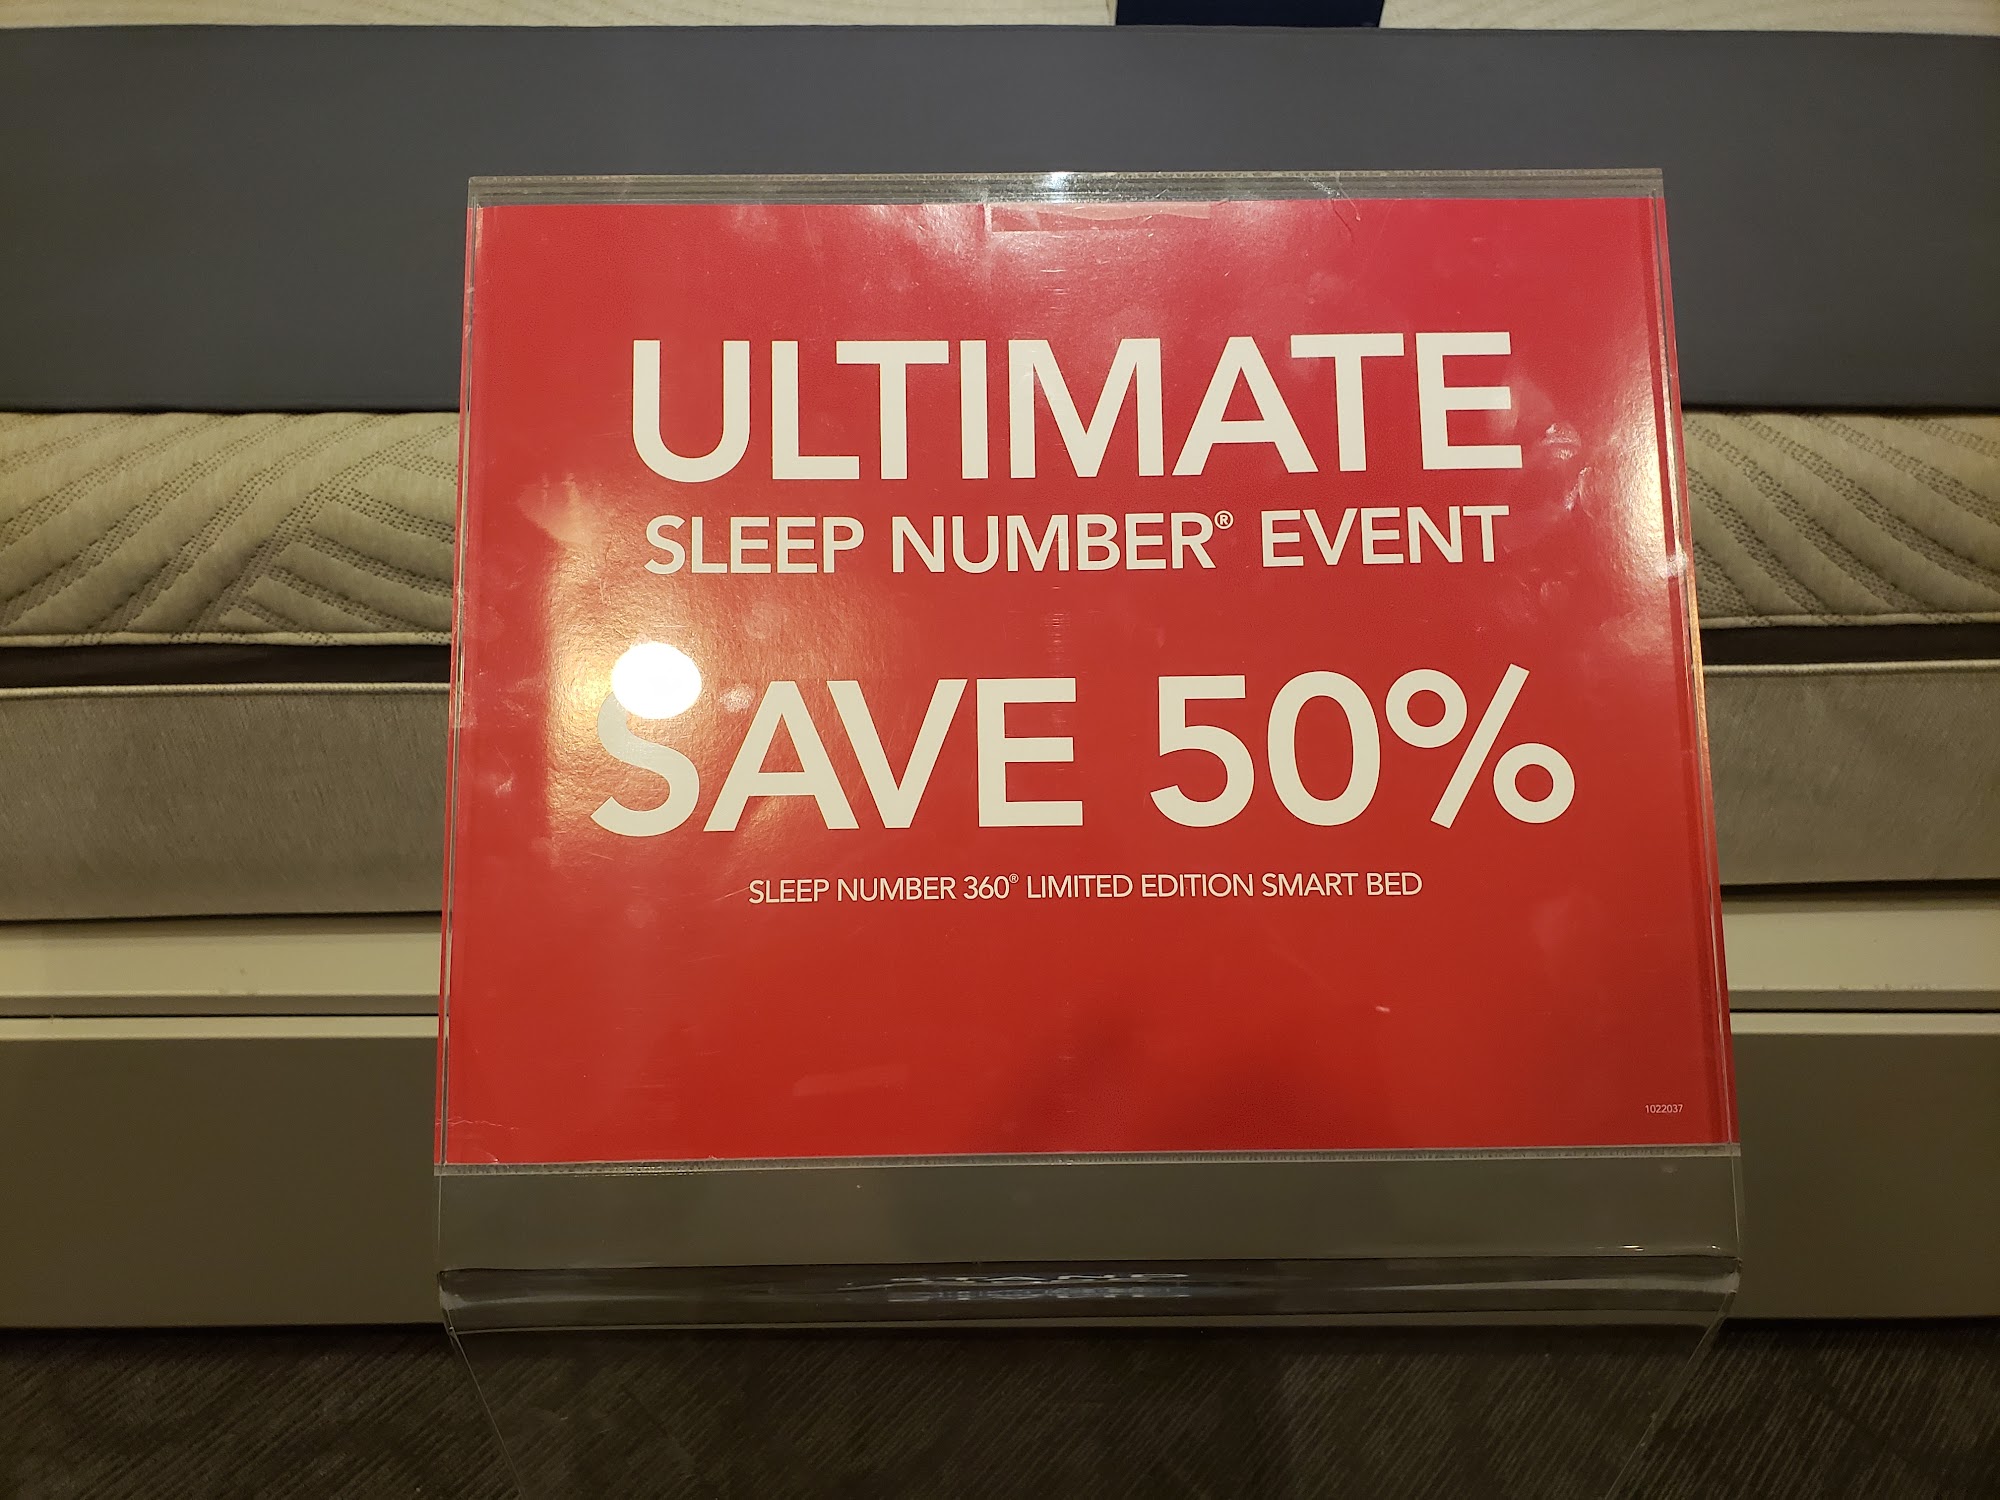 ULTIMATE
SLEEP NUMBER® EVENT
SAVE 50%
SLEEP NUMBER 360® LIMITED EDITION SMART BED
1022037